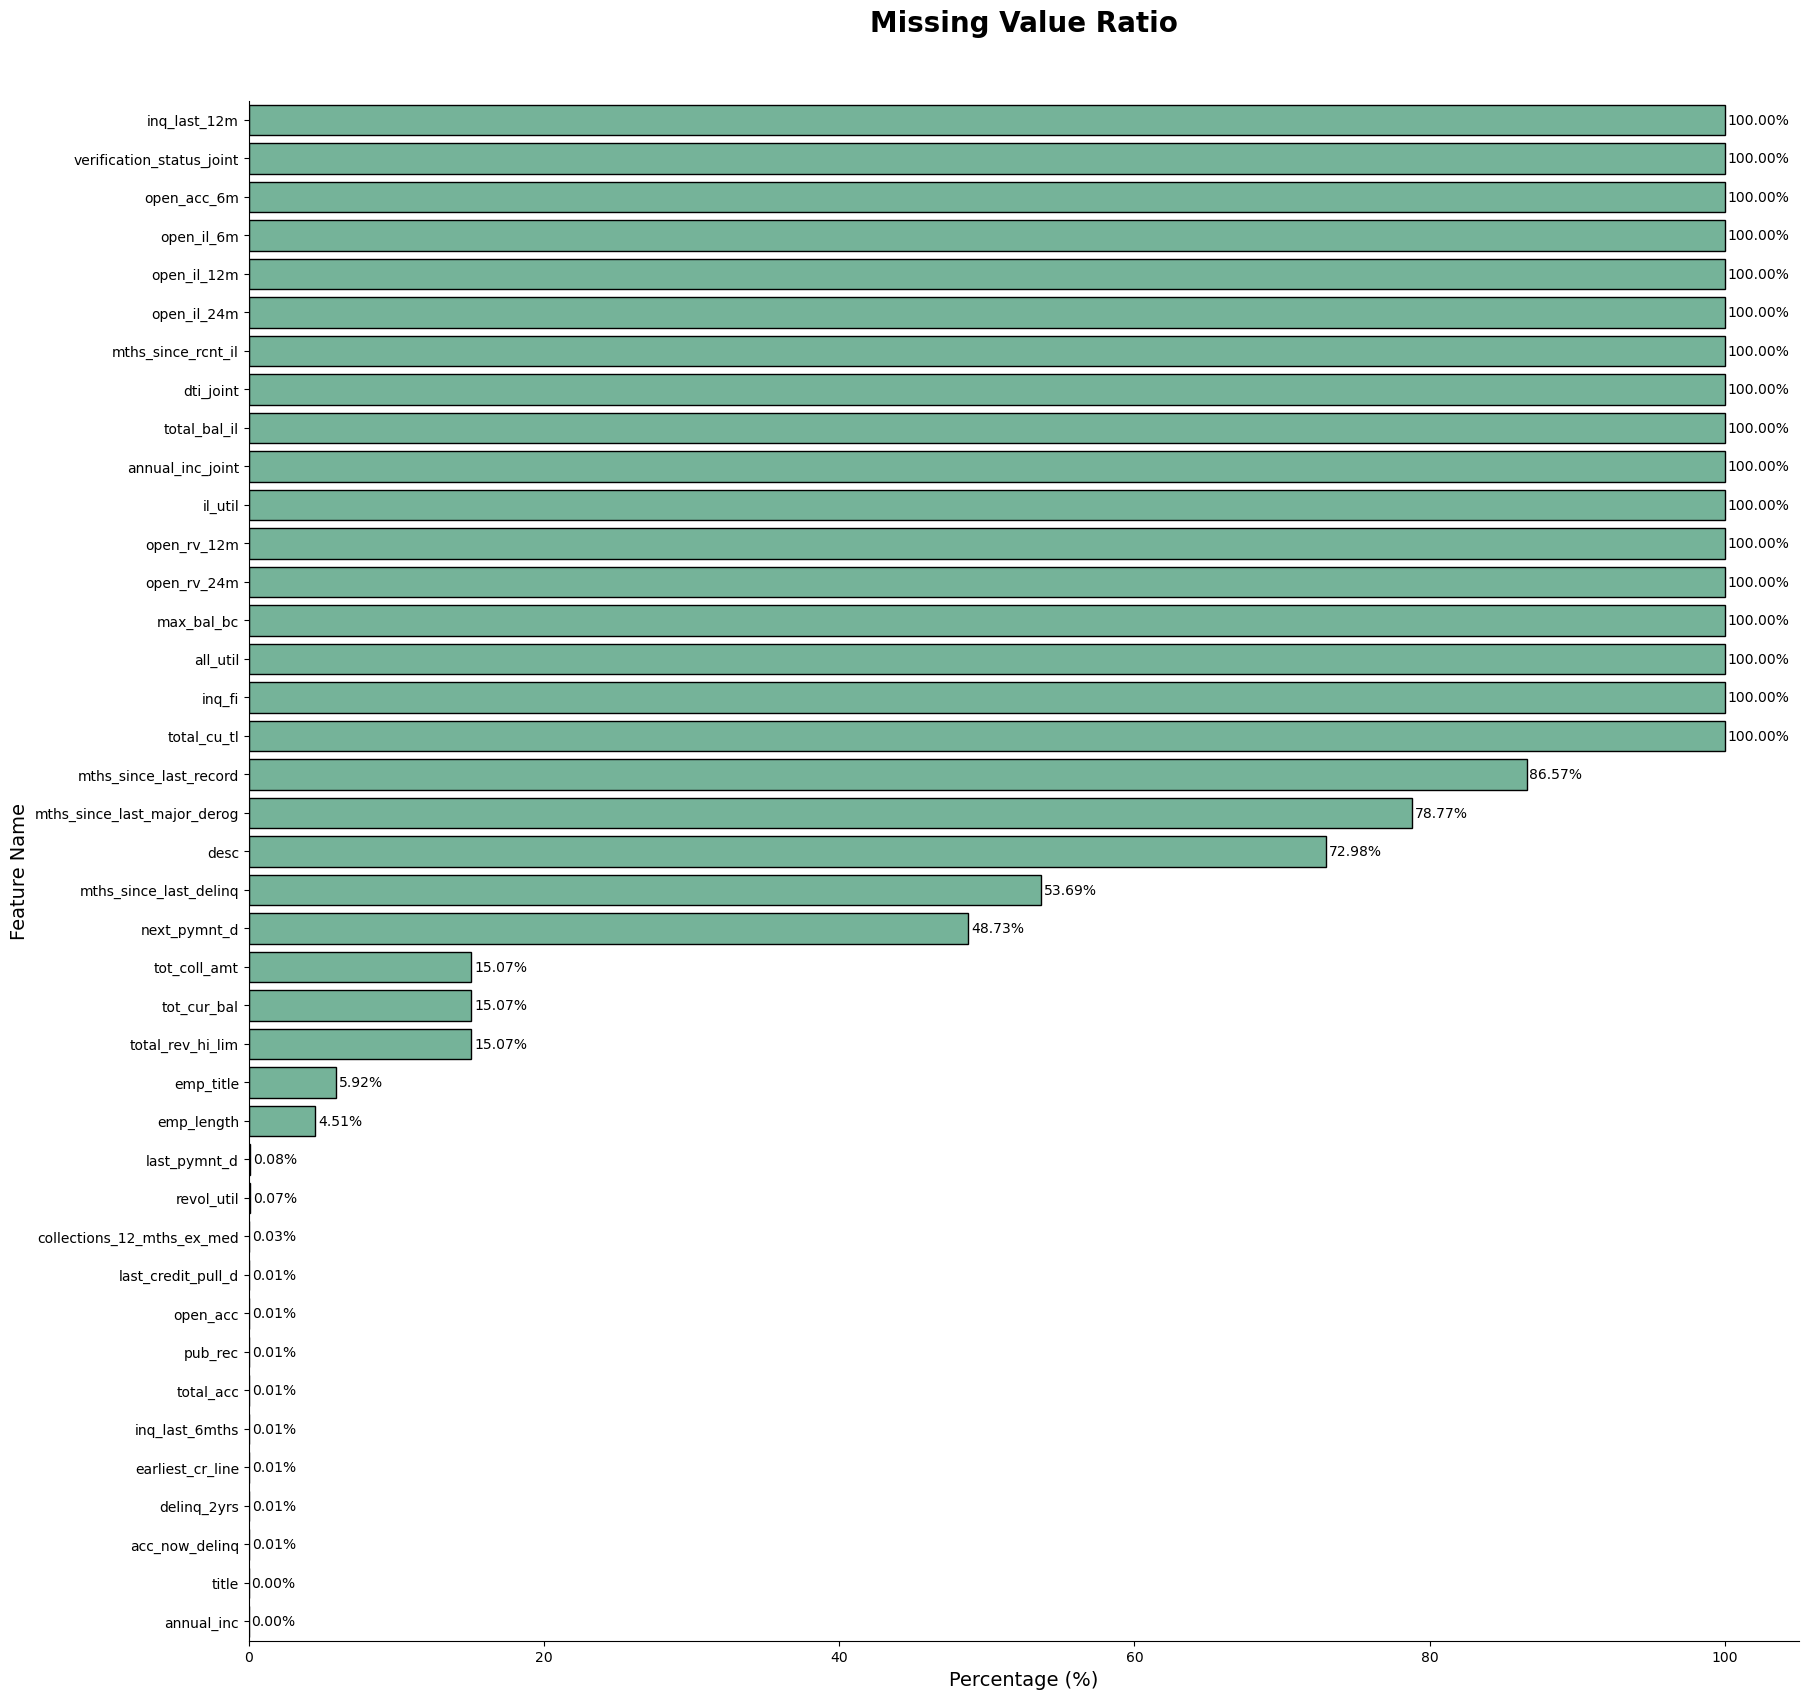 Missing Value Ratio
inq_last_12m 100.00%
verification_status_joint 100.00%
open_acc_6m 100.00%
open_il_6m 100.00%
open_il_12m 100.00%
open_il_24m 100.00%
mths_since_rcnt_il 100.00%
dti_joint 100.00%
total_bal_il 100.00%
annual_inc_joint 100.00%
il_util 100.00%
open_rv_12m 100.00%
open_rv_24m 100.00%
max_bal_bc 100.00%
all_util 100.00%
inq_fi 100.00%
total_cu_tl 100.00%
mths_since_last_record 86.57%
mths_since_last_major_derog 78.77%
desc 72.98%
mths_since_last_delinq 53.69%
next_pymnt_d 48.73%
tot_coll_amt 15.07%
tot_cur_bal 15.07%
total_rev_hi_lim 15.07%
emp_title 5.92%
emp_length 4.51%
last_pymnt_d 0.08%
revol_util 0.07%
collections_12_mths_ex_med 0.03%
last_credit_pull_d 0.01%
open_acc 0.01%
pub_rec 0.01%
total_acc 0.01%
inq_last_6mths 0.01%
earliest_cr_line 0.01%
delinq_2yrs 0.01%
acc_now_delinq 0.01%
title 0.00%
annual_inc 0.00%
Feature Name
0 20 40 60 80 100
Percentage (%)